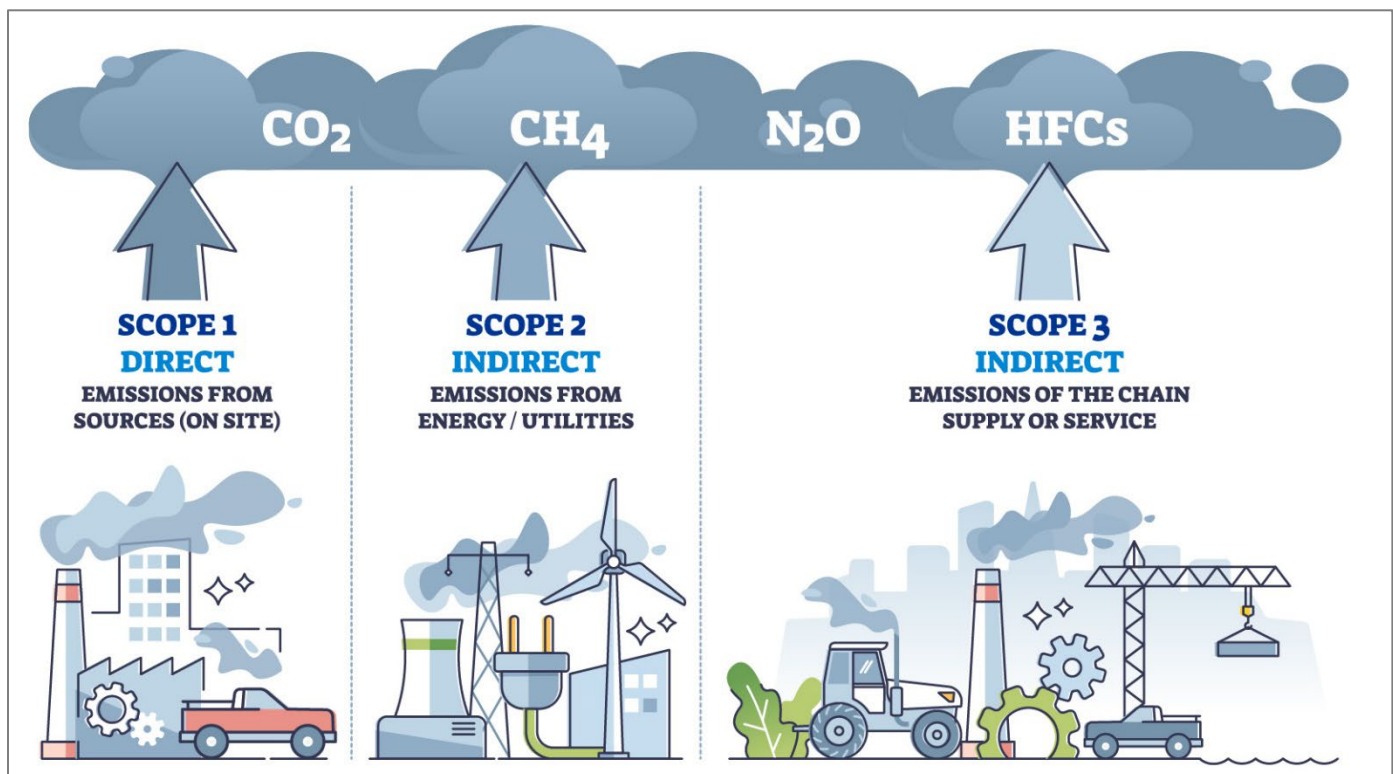 CO₂ CH₄ N₂O HFCs
SCOPE 1
DIRECT
EMISSIONS FROM
SOURCES (ON SITE)
SCOPE 2
INDIRECT
EMISSIONS FROM
ENERGY / UTILITIES
SCOPE 3
INDIRECT
EMISSIONS OF THE CHAIN
SUPPLY OR SERVICE